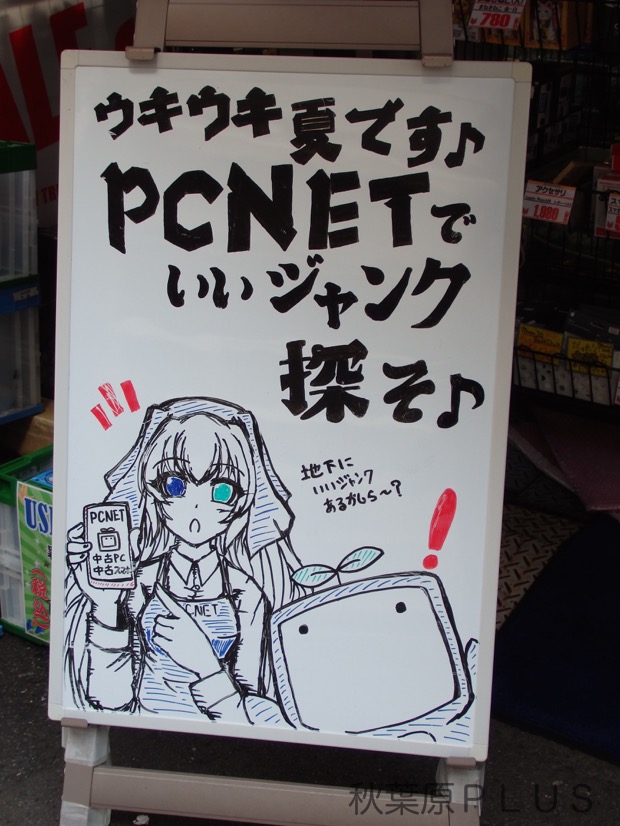 ウキウキ夏です♪
PCNETで
いいジャンク
探そ♪
地下に
いいジャンク
あるかしら～?
PCNET
中古PC
中古スマホ
PCNET
780
アクセサリ
US
秋葉原PLUS